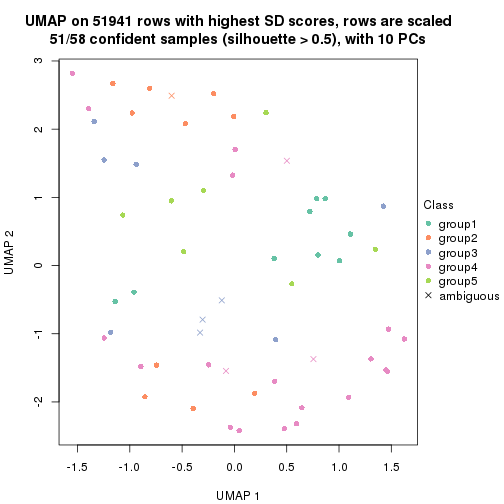 UMAP on 51941 rows with highest SD scores, rows are scaled
51/58 confident samples (silhouette > 0.5), with 10 PCs
3
2
1
0
-1
-2
UMAP 2
-1.5 -1.0 -0.5 0.0 0.5 1.0 1.5
UMAP 1
Class
group1
group2
group3
group4
group5
ambiguous